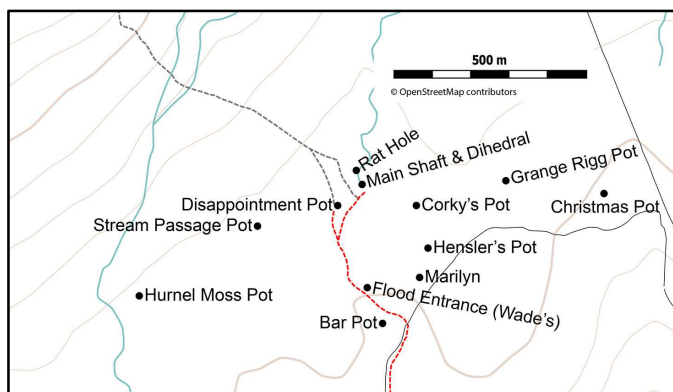 500 m
© OpenStreetMap contributors
Rat Hole
Main Shaft & Dihedral
Grange Rigg Pot
Disappointment Pot
Corky's Pot
Christmas Pot
Stream Passage Pot
Hensler's Pot
Marilyn
Hurnel Moss Pot
Flood Entrance (Wade's)
Bar Pot